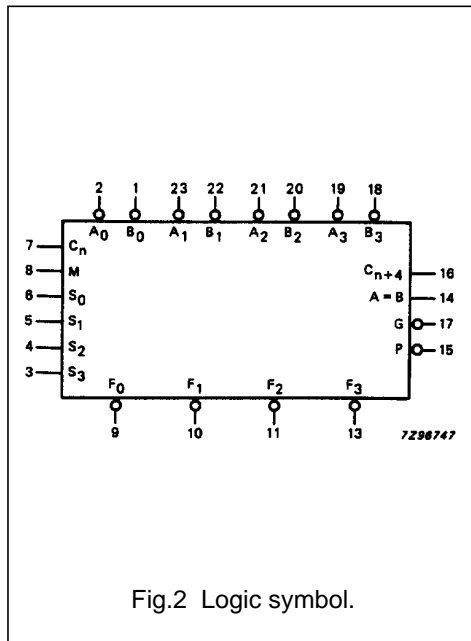 2 1 23 22 21 20 19 18
A0 B0 A1 B1 A2 B2 A3 B3
7 Cn
8 M
6 S0
5 S1
4 S2
3 S3
Cn+4 16
A = B 14
G 17
P 15
F0 F1 F2 F3
9 10 11 13
7Z96747
Fig.2 Logic symbol.